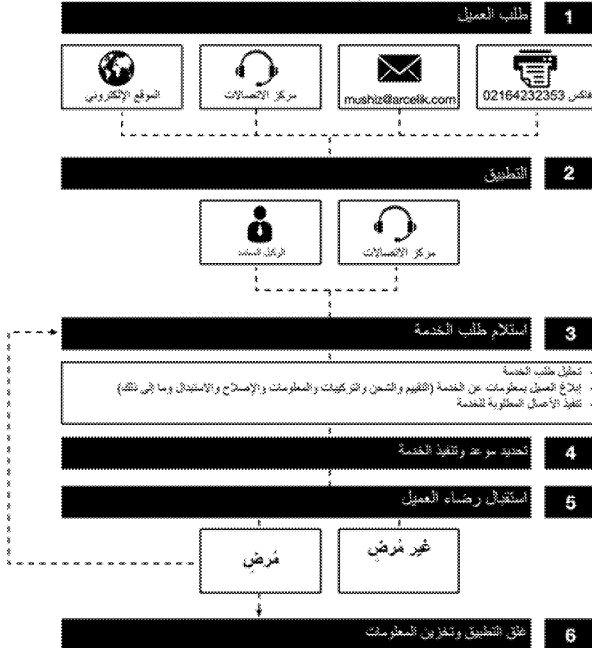 1 طلب العميل
فاكس 02164232353
mushiz@arcelik.com
مركز الاتصالات
الموقع الإلكتروني
2 التطبيق
مركز الاتصالات
الوكيل
3 استلام طلب الخدمة
- تحليل طلب الخدمة
- إبلاغ العميل بمعلومات عن الخدمة (التقييم والشحن والتركيبات والمعلومات والإصلاح والاستبدال وما إلى ذلك)
- تنفيذ الأعمال المطلوبة للخدمة
4 تحديد موعد وتنفيذ الخدمة
5 استقبال رضاء العميل
غير مُرضٍ
مُرضٍ
6 غلق التطبيق وتخزين المعلومات